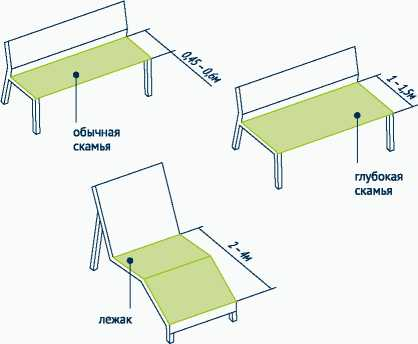 0,45 – 0,6м
обычная
скамья
1 – 1,5м
глубокая
скамья
2 – 4м
лежак